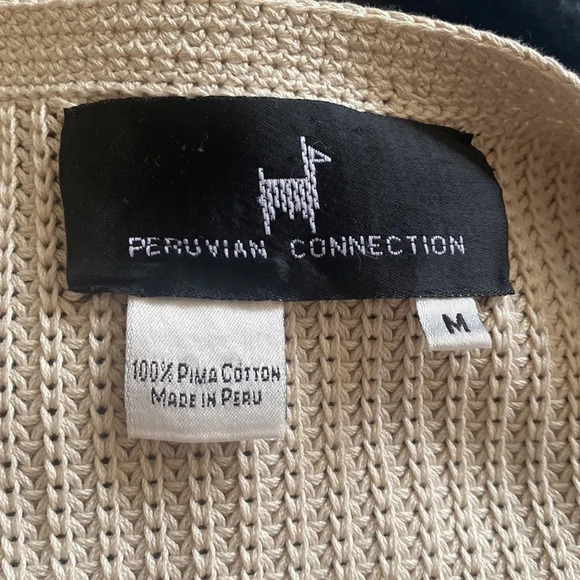 PERUVIAN CONNECTION
M
100% PIMA COTTON
MADE IN PERU